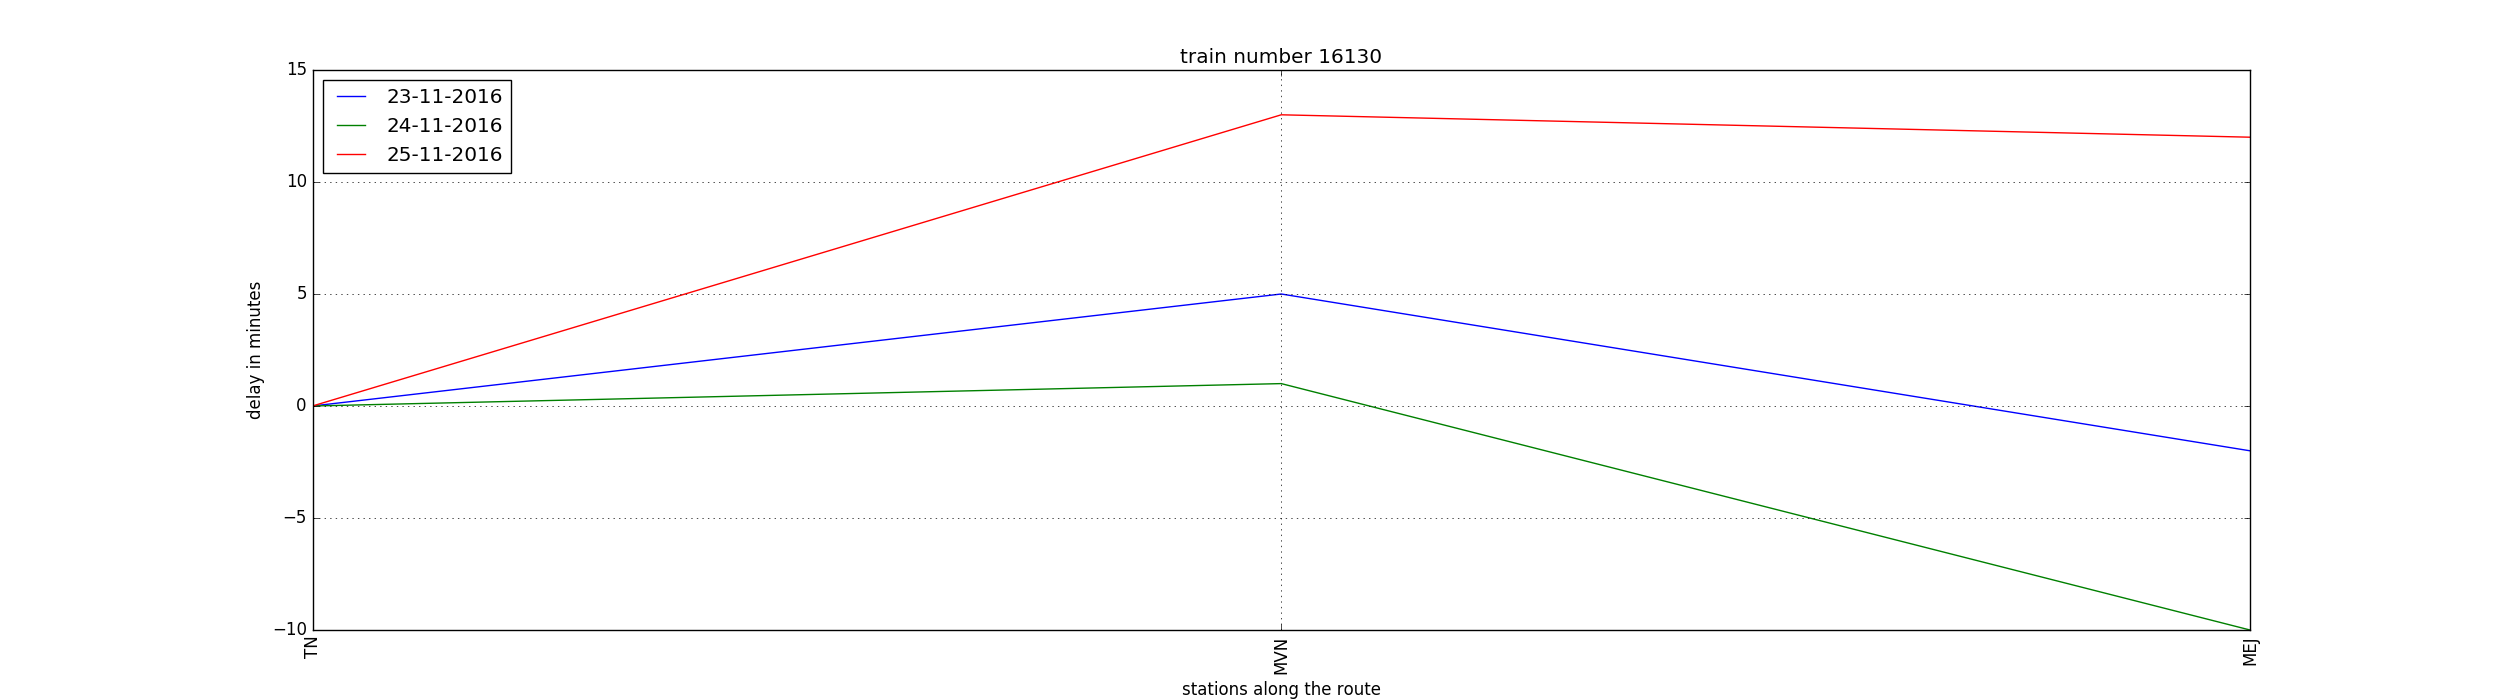 train number 16130
15
10
5
0
−5
−10
delay in minutes
23-11-2016
24-11-2016
25-11-2016
TN
MVN
MEJ
stations along the route